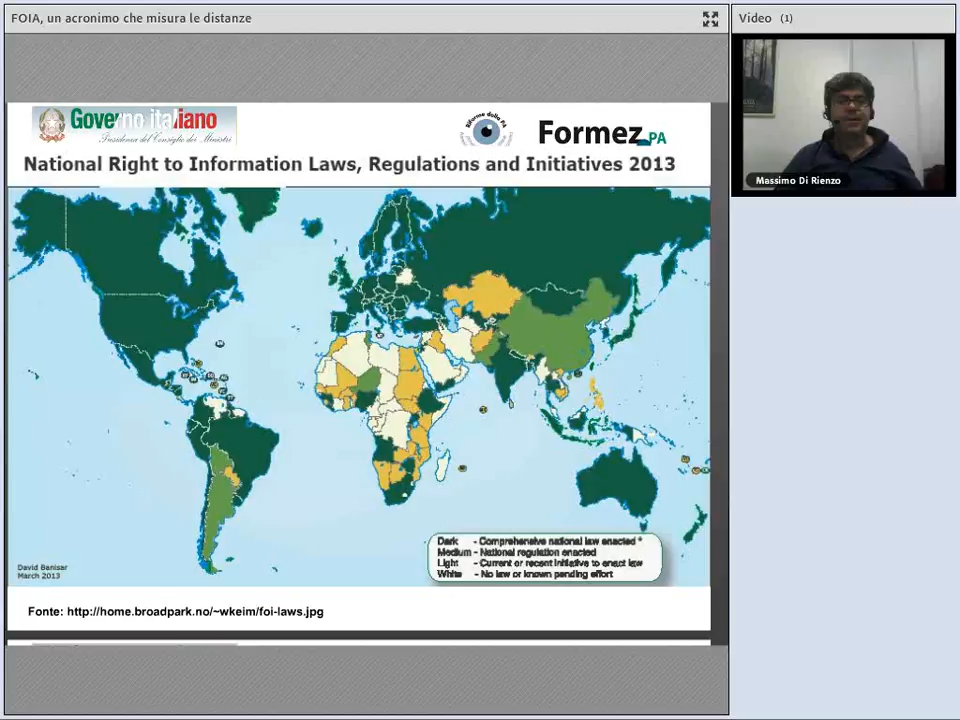 FOIA, un acronimo che misura le distanze
Video (1)
Governo italiano
Presidenza del Consiglio dei Ministri
Riforme della PA
Formez PA
National Right to Information Laws, Regulations and Initiatives 2013
Massimo Di Rienzo
Dark - Comprehensive national law enacted *
Medium - National regulation enacted
Light - Current or recent initiative to enact law
White - No law or known pending effort
David Banisar
March 2013
Fonte: http://home.broadpark.no/~wkeim/foi-laws.jpg